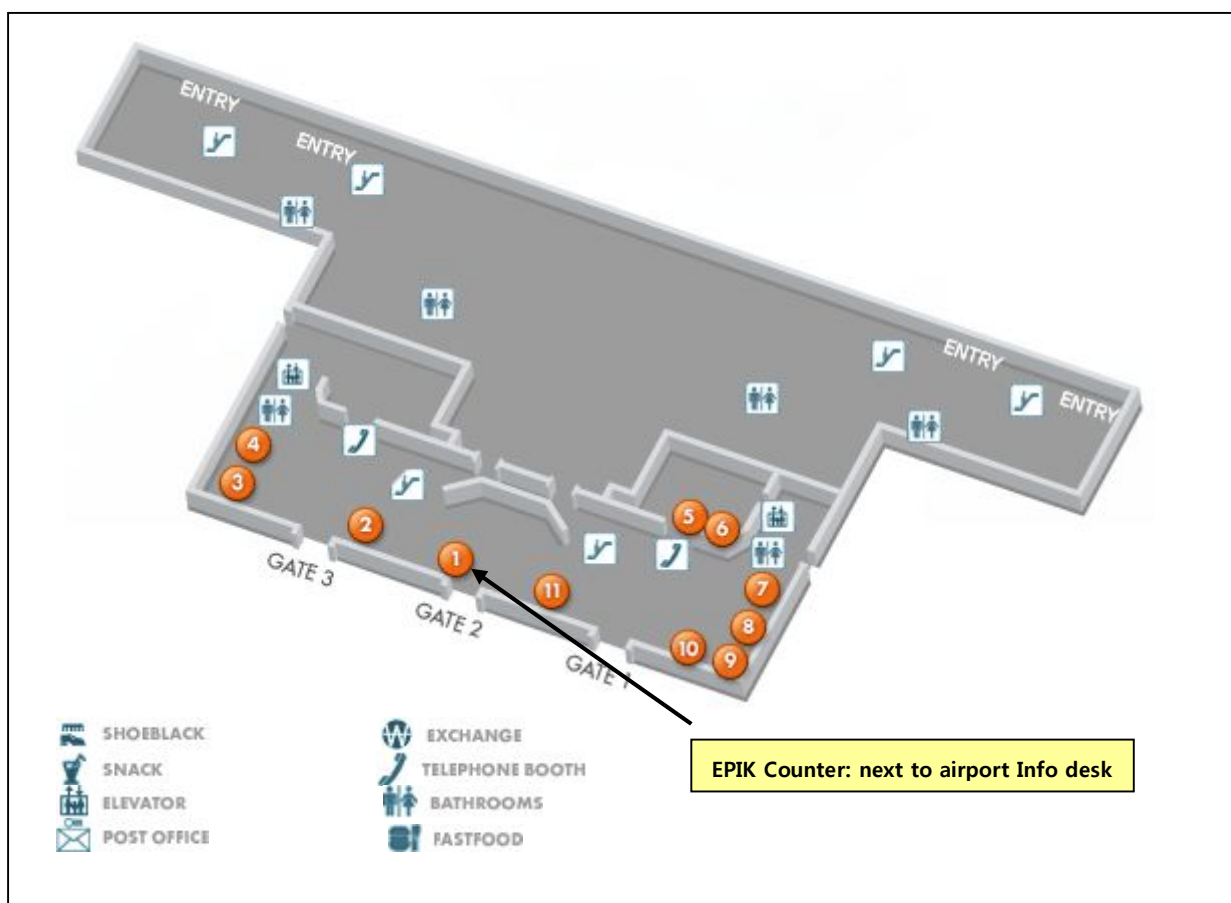 ENTRY
ENTRY
ENTRY
ENTRY
4
3
2
1
11
5
6
7
8
9
10
GATE 3
GATE 2
GATE 1
EPIK Counter: next to airport Info desk
SHOEBLACK
SNACK
ELEVATOR
POST OFFICE
EXCHANGE
TELEPHONE BOOTH
BATHROOMS
FASTFOOD